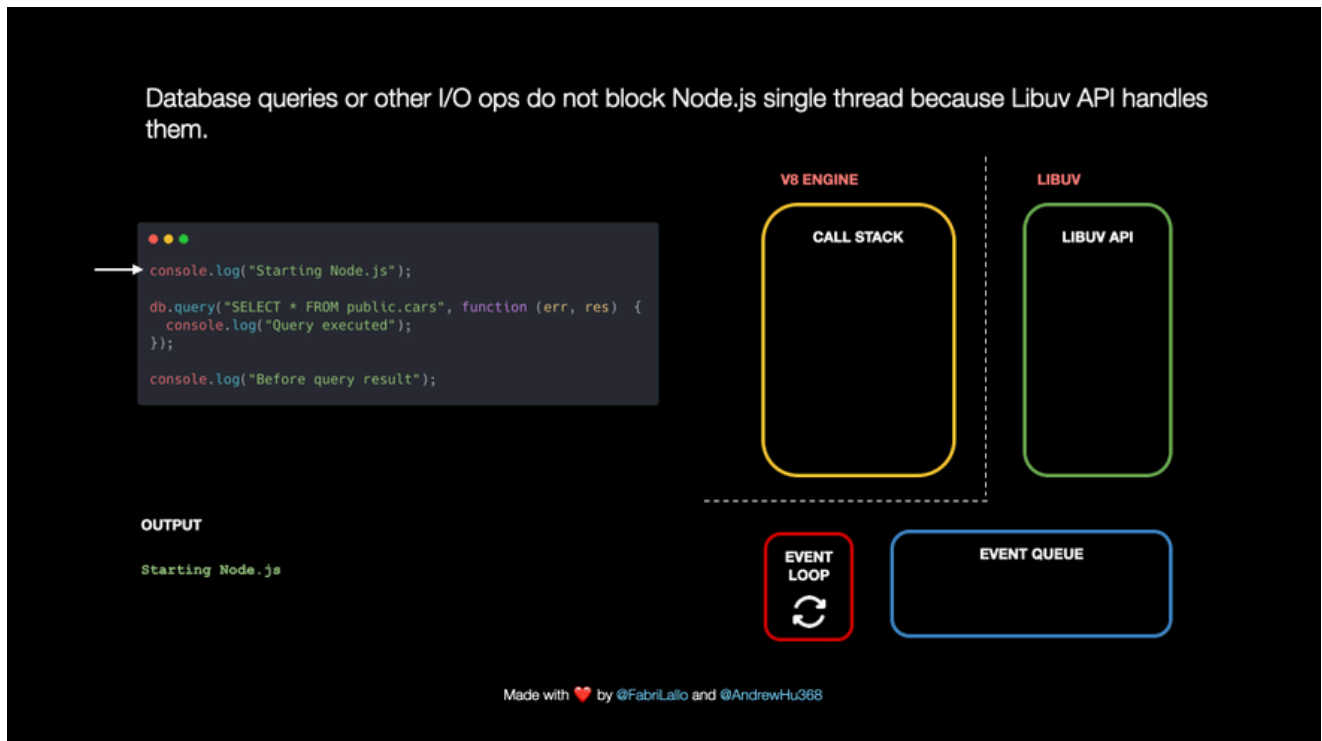 Database queries or other I/O ops do not block Node.js single thread because Libuv API handles
them.
V8 ENGINE
LIBUV
CALL STACK
LIBUV API
console.log("Starting Node.js");
db.query("SELECT * FROM public.cars", function (err, res)  {
  console.log("Query executed");
});
console.log("Before query result");
OUTPUT
Starting Node.js
EVENT
LOOP
EVENT QUEUE
Made with ❤️ by @FabriLallo and @AndrewHu368